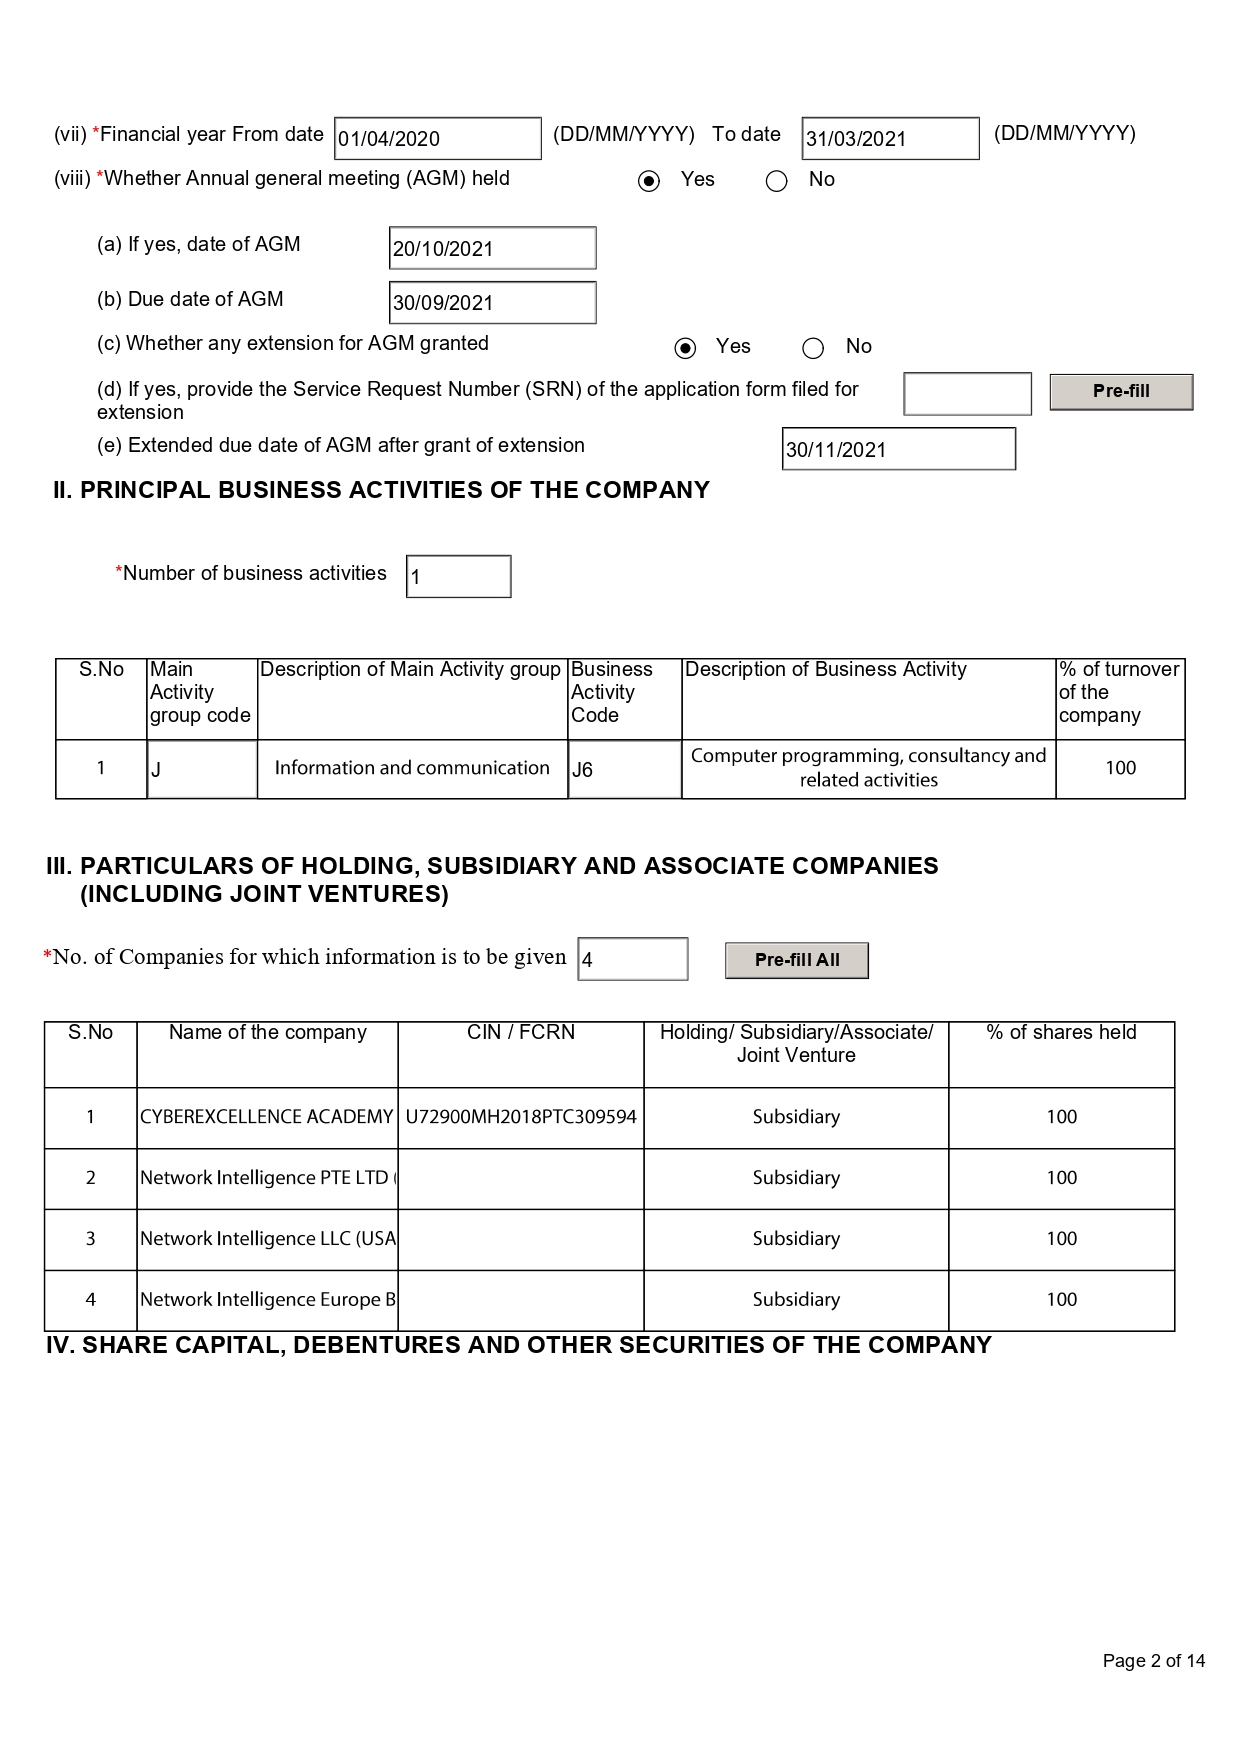 (vii) *Financial year From date 01/04/2020 (DD/MM/YYYY) To date 31/03/2021 (DD/MM/YYYY)
(viii) *Whether Annual general meeting (AGM) held Yes No
(a) If yes, date of AGM 20/10/2021
(b) Due date of AGM 30/09/2021
(c) Whether any extension for AGM granted Yes No
(d) If yes, provide the Service Request Number (SRN) of the application form filed for
extension
Pre-fill
(e) Extended due date of AGM after grant of extension 30/11/2021
II. PRINCIPAL BUSINESS ACTIVITIES OF THE COMPANY
*Number of business activities 1
S.No Main Activity group code Description of Main Activity group Business Activity Code Description of Business Activity % of turnover of the company
1 J Information and communication J6 Computer programming, consultancy and related activities 100
III. PARTICULARS OF HOLDING, SUBSIDIARY AND ASSOCIATE COMPANIES
(INCLUDING JOINT VENTURES)
*No. of Companies for which information is to be given 4 Pre-fill All
S.No Name of the company CIN / FCRN Holding/ Subsidiary/Associate/ Joint Venture % of shares held
1 CYBEREXCELLENCE ACADEMY U72900MH2018PTC309594 Subsidiary 100
2 Network Intelligence PTE LTD ( Subsidiary 100
3 Network Intelligence LLC (USA Subsidiary 100
4 Network Intelligence Europe B Subsidiary 100
IV. SHARE CAPITAL, DEBENTURES AND OTHER SECURITIES OF THE COMPANY
Page 2 of 14